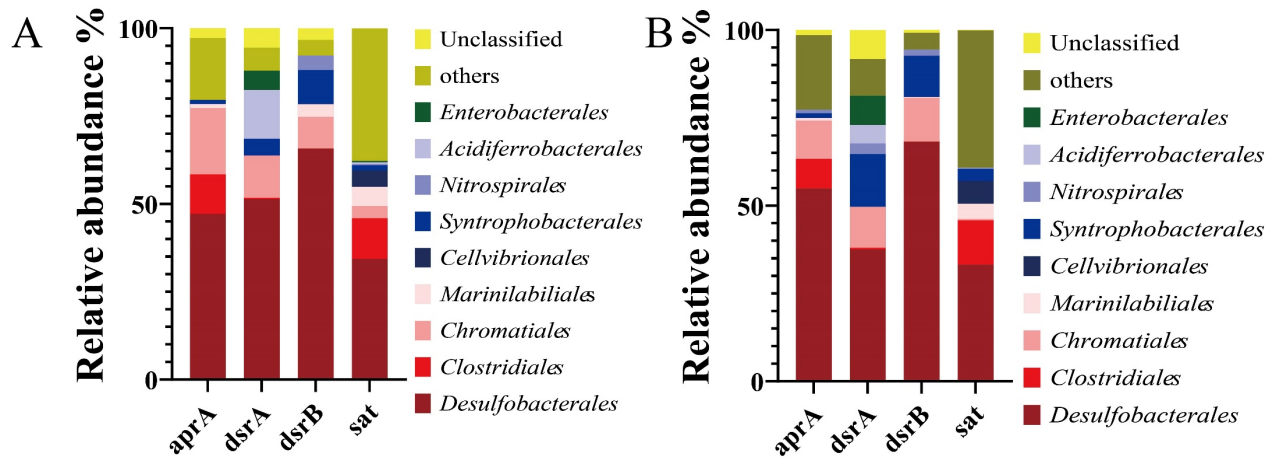 A
Relative abundance %
100
50
0
aprA
dsrA
dsrB
sat
Unclassified
others
Enterobacterales
Acidiferrobacterales
Nitrospirales
Syntrophobacterales
Cellvibrionales
Marinilabiliales
Chromatiales
Clostridiales
Desulfobacterales
B
Relative abundance %
100
50
0
aprA
dsrA
dsrB
sat
Unclassified
others
Enterobacterales
Acidiferrobacterales
Nitrospirales
Syntrophobacterales
Cellvibrionales
Marinilabiliales
Chromatiales
Clostridiales
Desulfobacterales